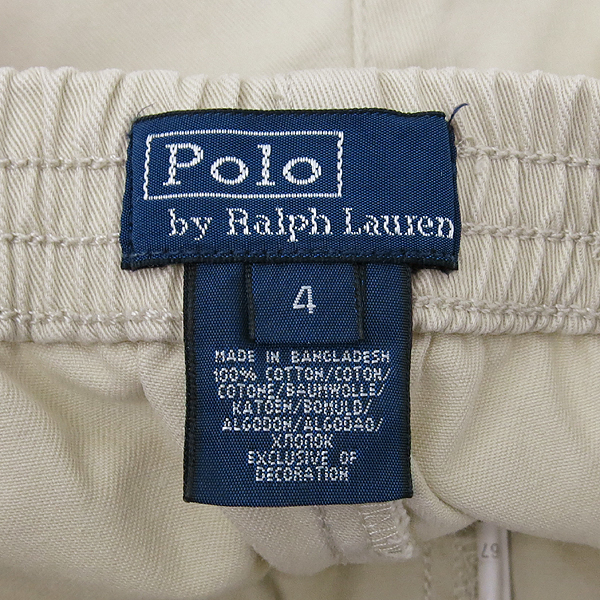 Polo
by Ralph Lauren
4
MADE IN BANGLADESH
100% COTTON/COTON/
COTONE/BAUMWOLLE/
KATOEN/BOMULD/
ALGODON/ALGODAO/
ХЛОПОК
EXCLUSIVE OF
DECORATION
67